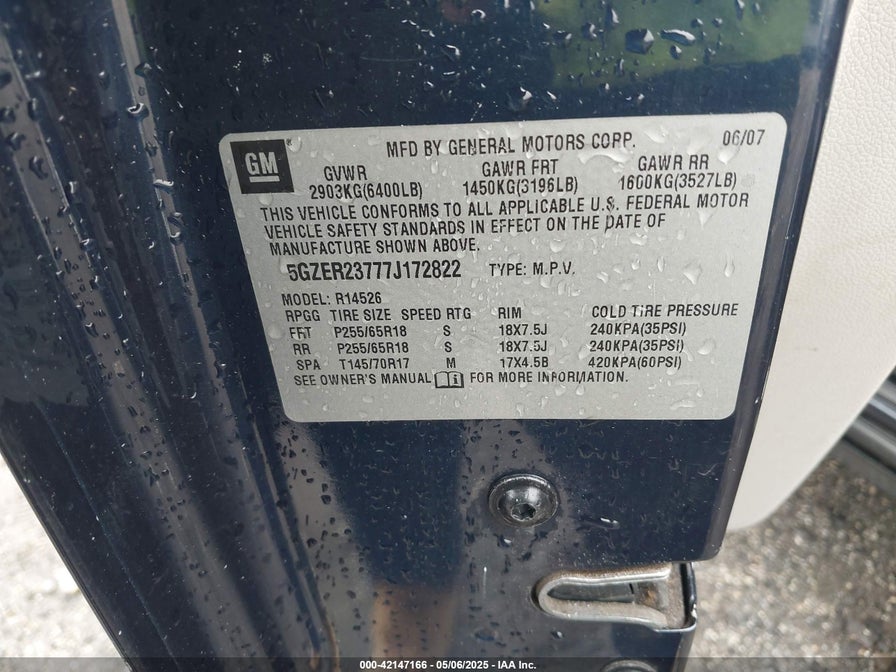 GM
MFD BY GENERAL MOTORS CORP. 06/07
GVWR GAWR FRT GAWR RR
2903KG(6400LB) 1450KG(3196LB) 1600KG(3527LB)
THIS VEHICLE CONFORMS TO ALL APPLICABLE U.S. FEDERAL MOTOR
VEHICLE SAFETY STANDARDS IN EFFECT ON THE DATE OF
MANUFACTURE SHOWN ABOVE.
5GZER23777J172822 TYPE: M.P.V.
MODEL: R14526
RPGG TIRE SIZE SPEED RTG RIM COLD TIRE PRESSURE
FFT P255/65R18 S 18X7.5J 240KPA(35PSI)
RR P255/65R18 S 18X7.5J 240KPA(35PSI)
SPA T145/70R17 M 17X4.5B 420KPA(60PSI)
SEE OWNER'S MANUAL FOR MORE INFORMATION.
000-42147166 - 05/06/2025 - IAA Inc.